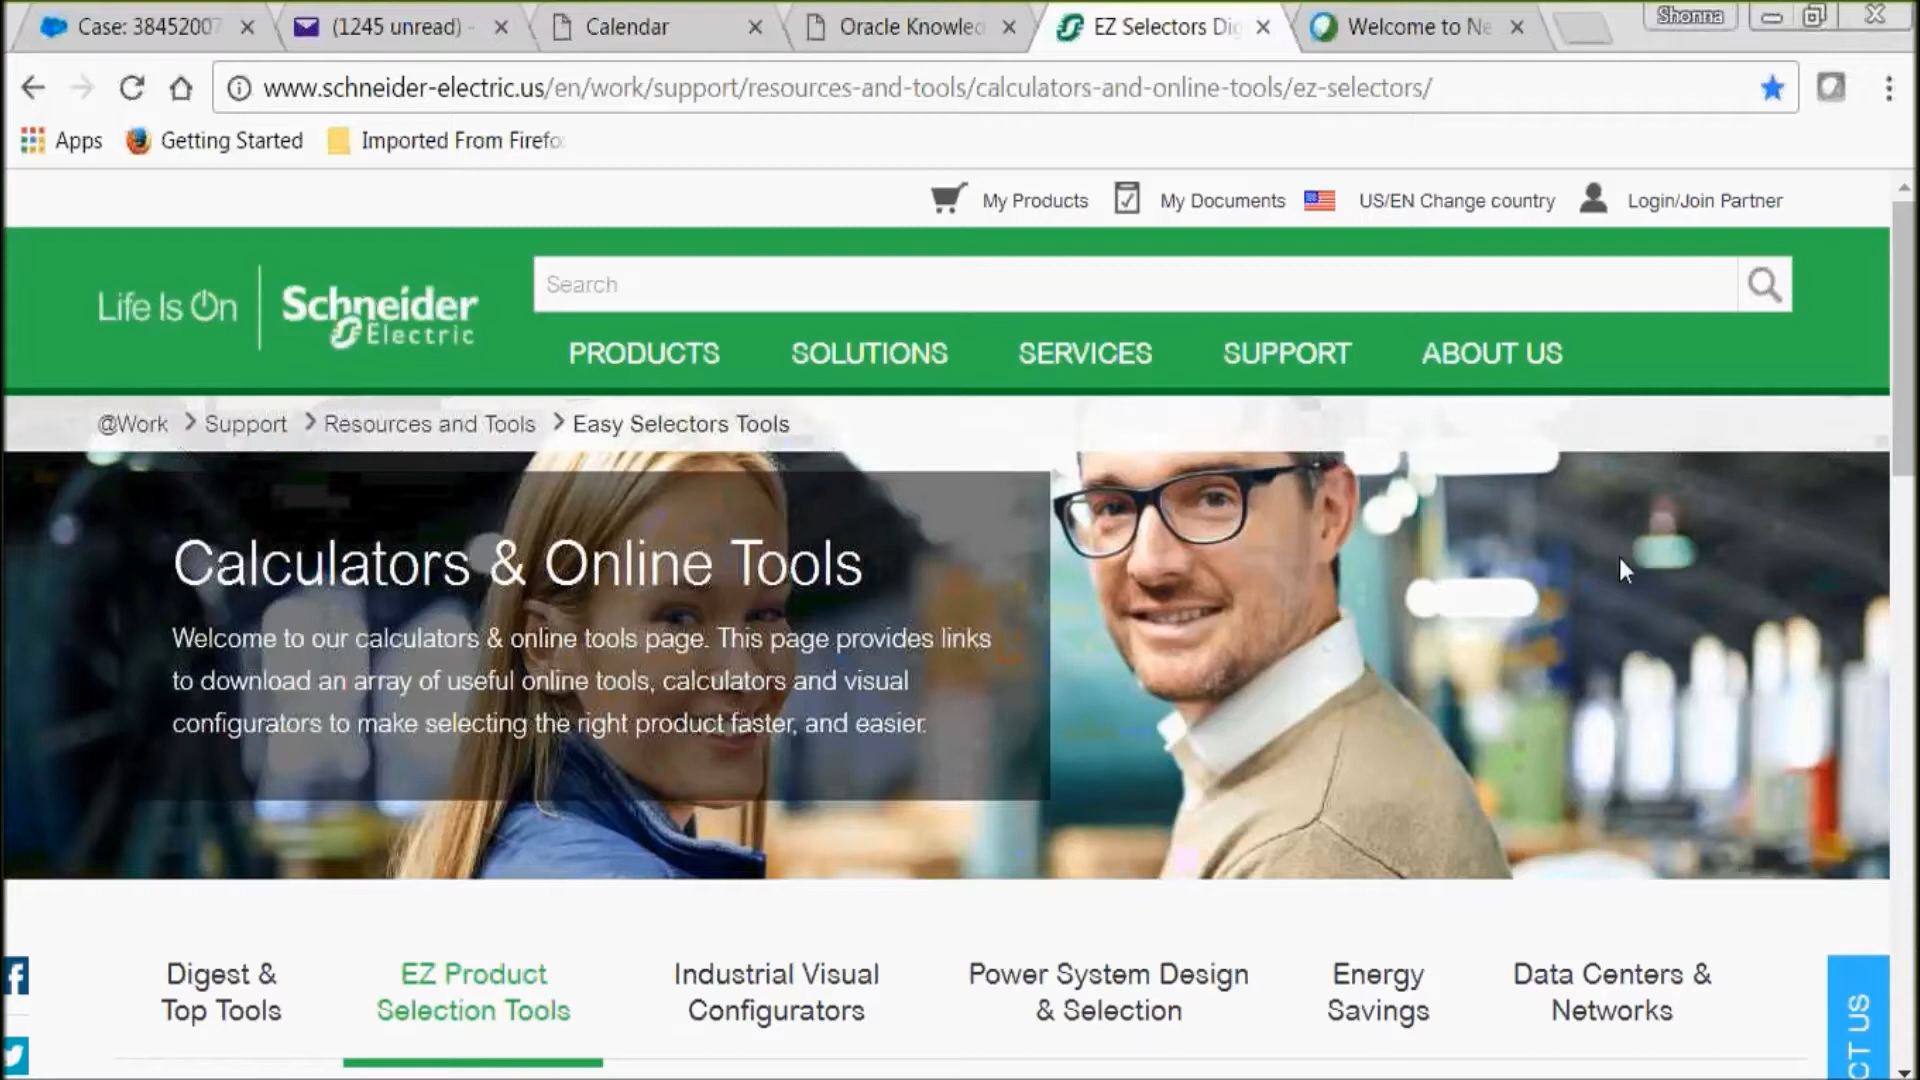 Case: 38452007
(1245 unread) -
Calendar
Oracle Knowled
EZ Selectors Dig
Welcome to Ne
Shonna
www.schneider-electric.us/en/work/support/resources-and-tools/calculators-and-online-tools/ez-selectors/
Apps
Getting Started
Imported From Firefo
My Products
My Documents
US/EN Change country
Login/Join Partner
Life Is On
Schneider
Electric
Search
PRODUCTS
SOLUTIONS
SERVICES
SUPPORT
ABOUT US
@Work > Support > Resources and Tools > Easy Selectors Tools
Calculators & Online Tools
Welcome to our calculators & online tools page. This page provides links
to download an array of useful online tools, calculators and visual
configurators to make selecting the right product faster, and easier.
Digest &
Top Tools
EZ Product
Selection Tools
Industrial Visual
Configurators
Power System Design
& Selection
Energy
Savings
Data Centers &
Networks
CT US